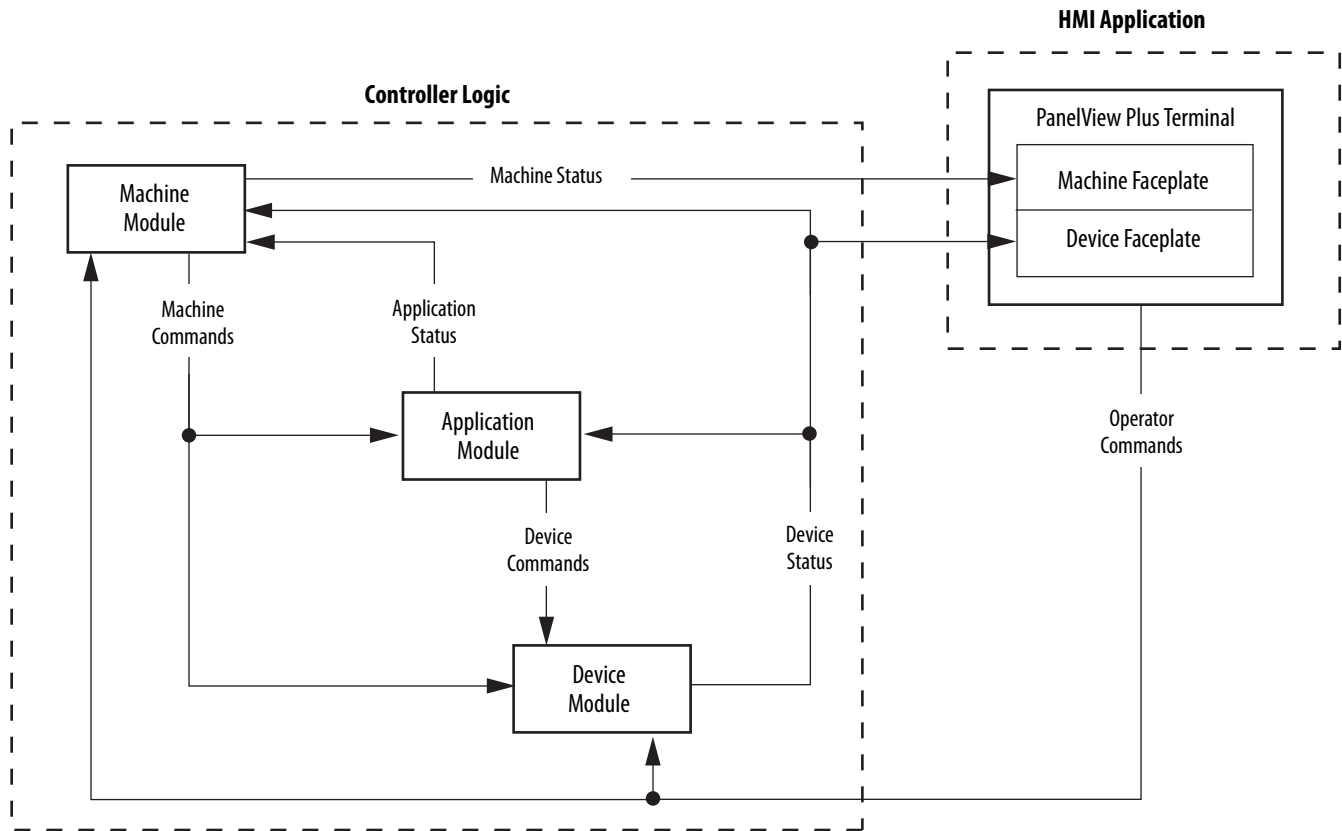 HMI Application
Controller Logic
PanelView Plus Terminal
Machine Faceplate
Device Faceplate
Machine
Module
Machine Status
Machine
Commands
Application
Status
Application
Module
Operator
Commands
Device
Commands
Device
Status
Device
Module